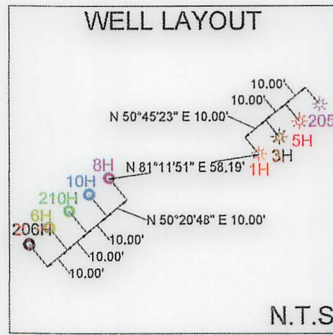 WELL LAYOUT
10.00'
10.00'
205
N 50°45'23" E 10.00'
5H
3H
8H
N 81°11'51" E 58.19'
1H
10H
210H
N 50°20'48" E 10.00'
6H
10.00'
206H
10.00'
10.00'
N.T.S